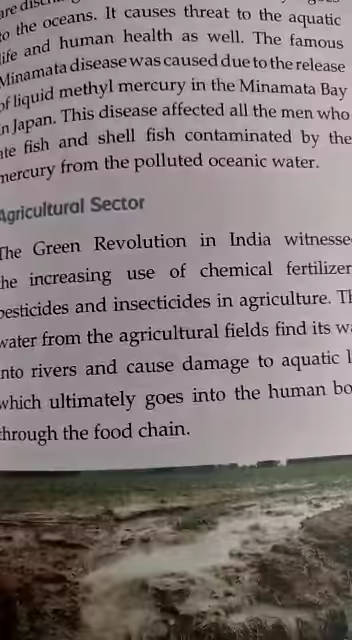 to the oceans. It causes threat to the aquatic
life and human health as well. The famous
Minamata disease was caused due to the release
of liquid methyl mercury in the Minamata Bay
in Japan. This disease affected all the men who
ate fish and shell fish contaminated by the
mercury from the polluted oceanic water.
Agricultural Sector
The Green Revolution in India witnesse
the increasing use of chemical fertilizer
pesticides and insecticides in agriculture. Th
water from the agricultural fields find its wa
into rivers and cause damage to aquatic l
which ultimately goes into the human bo
through the food chain.